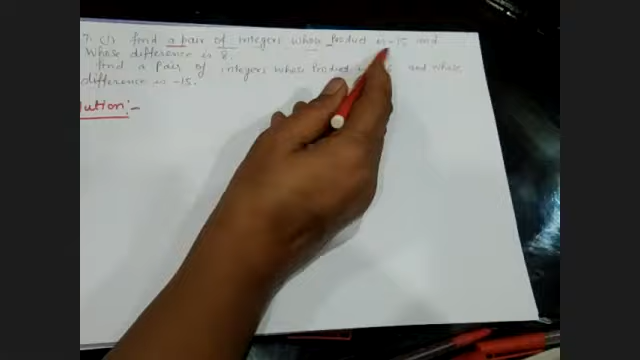 7. (i) find a pair of integers whose Product is -15 and
Whose difference is 8.
find a Pair of integers whose Product and whose
difference is -15.
lution:-